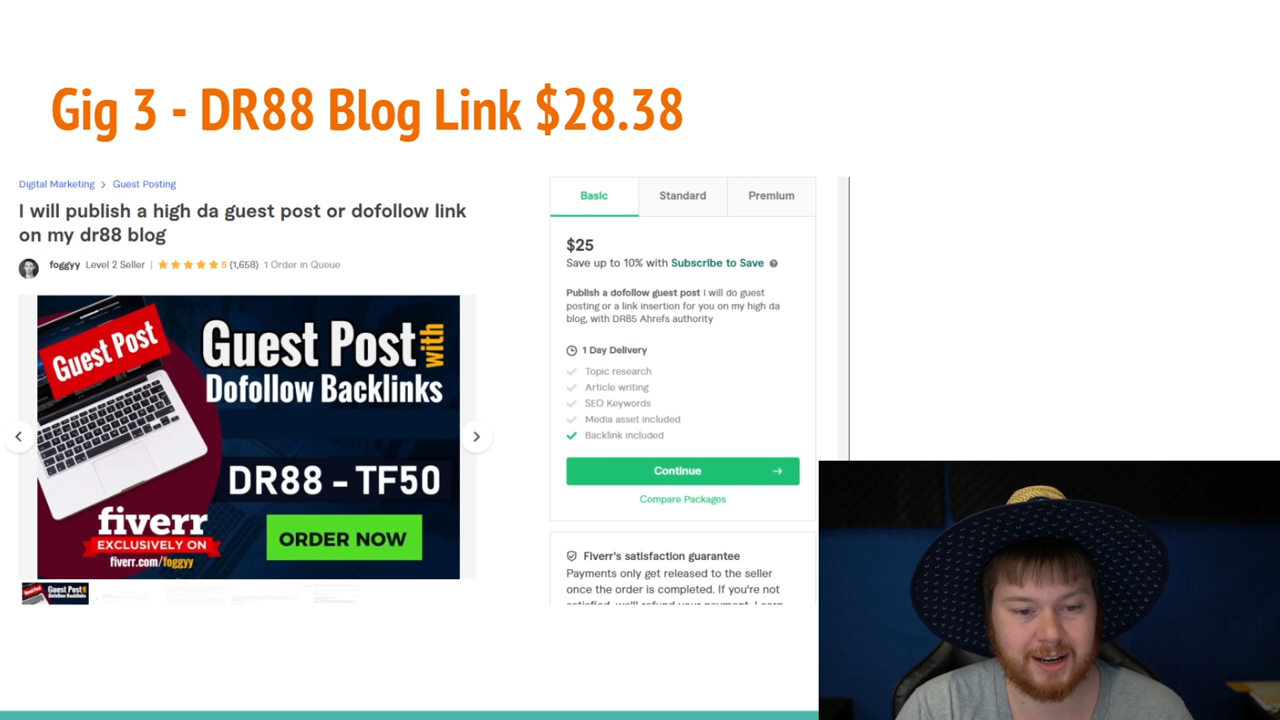 Gig 3 - DR88 Blog Link $28.38
Digital Marketing > Guest Posting
I will publish a high da guest post or dofollow link
on my dr88 blog
foggyy Level 2 Seller | 5 (1,658) 1 Order in Queue
Guest Post
Guest Post with
Dofollow Backlinks
DR88 - TF50
fiverr
EXCLUSIVELY ON
fiverr.com/foggyy
ORDER NOW
Basic Standard Premium
$25
Save up to 10% with Subscribe to Save
Publish a dofollow guest post I will do guest
posting or a link insertion for you on my high da
blog, with DR85 Ahrefs authority
1 Day Delivery
Topic research
Article writing
SEO Keywords
Media asset included
Backlink included
Continue
Compare Packages
Fiverr's satisfaction guarantee
Payments only get released to the seller
once the order is completed. If you're not